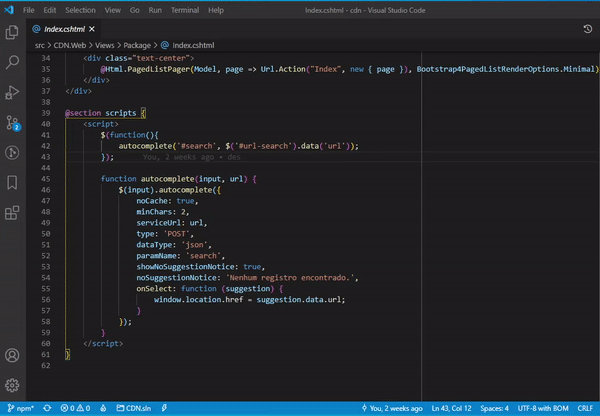 File Edit Selection View Go Run Terminal Help Index.cshtml - cdn - Visual Studio Code
Index.cshtml
src > CDN.Web > Views > Package > Index.cshtml
34 <div class="text-center">
35 @Html.PagedListPager(Model, page => Url.Action("Index", new { page }), Bootstrap4PagedListRenderOptions.Minimal)
36 </div>
37 </div>
38
39 @section scripts {
40 <script>
41 $(function(){
42 autocomplete('#search', $('#url-search').data('url'));
43 }); You, 2 weeks ago • des
44
45 function autocomplete(input, url) {
46 $(input).autocomplete({
47 noCache: true,
48 minChars: 2,
49 serviceUrl: url,
50 type: 'POST',
51 dataType: 'json',
52 paramName: 'search',
53 showNoSuggestionNotice: true,
54 noSuggestionNotice: 'Nenhum registro encontrado.',
55 onSelect: function (suggestion) {
56 window.location.href = suggestion.data.url;
57 }
58 });
59 }
60 </script>
61 }
62
2
npm* 0 0 CDN.sln You, 2 weeks ago Ln 43, Col 12 Spaces: 4 UTF-8 with BOM CRLF